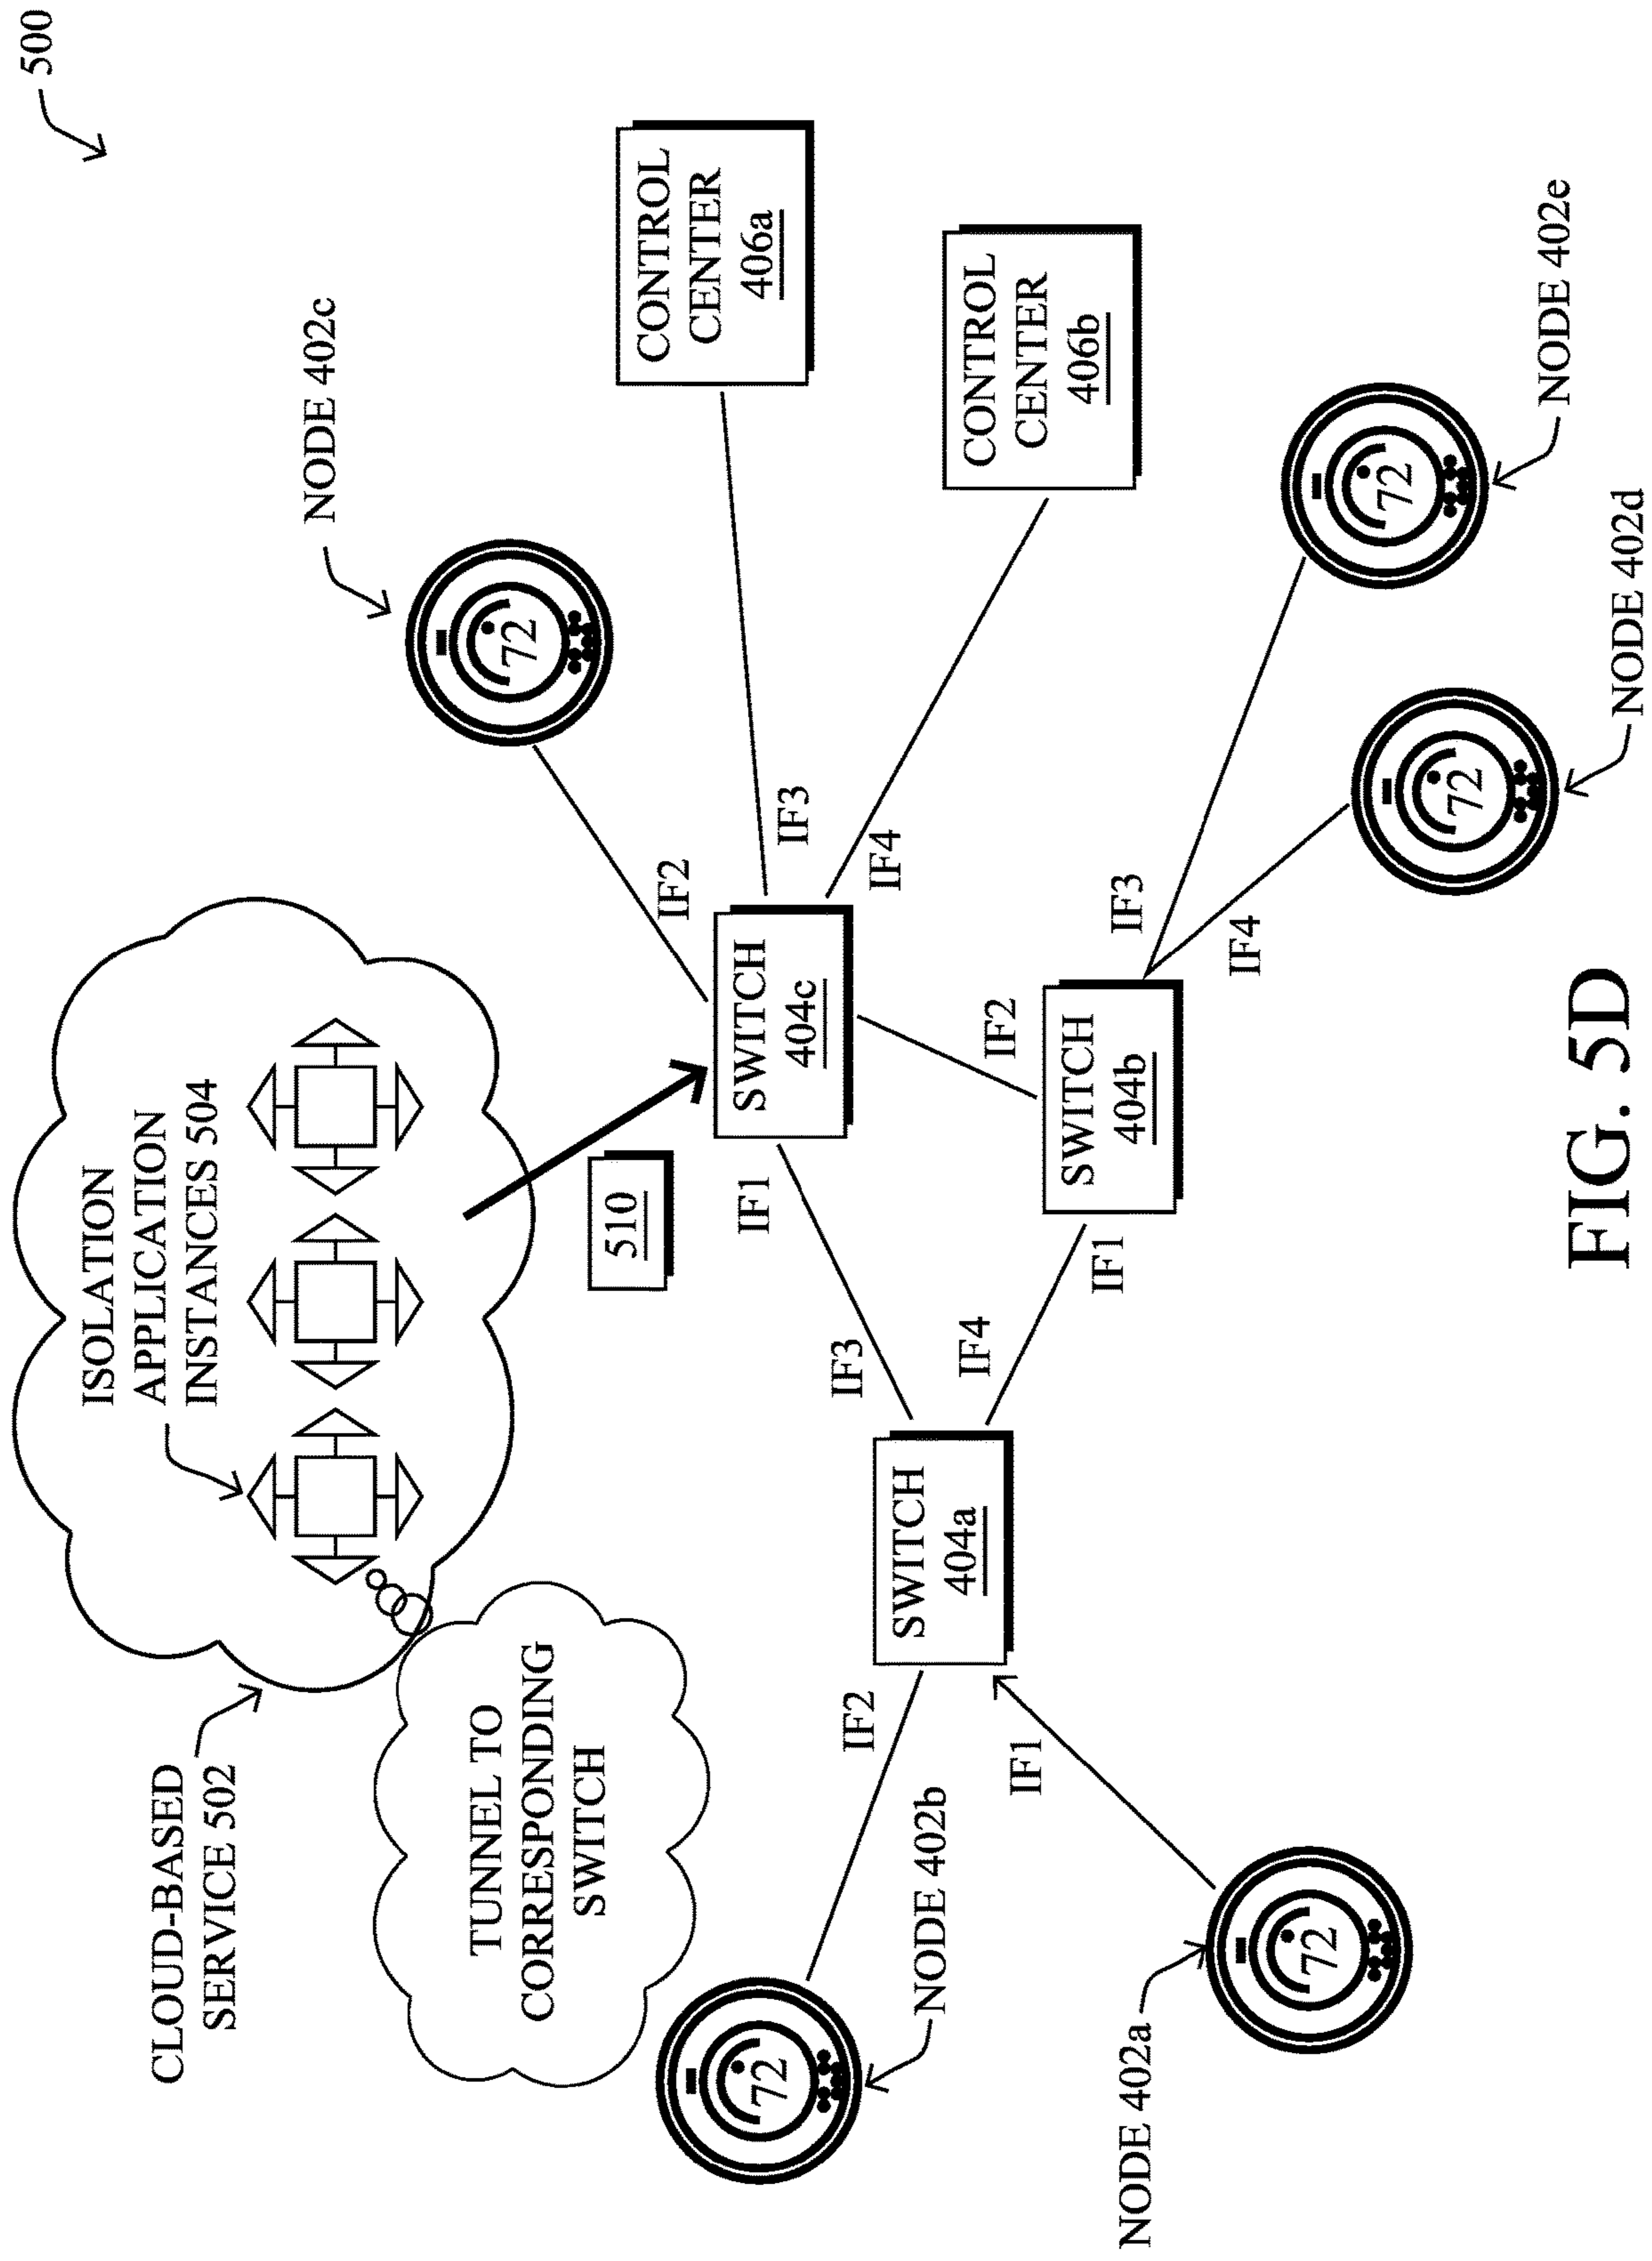 500
CLOUD-BASED
SERVICE 502
ISOLATION
APPLICATION
INSTANCES 504
TUNNEL TO
CORRESPONDING
SWITCH
510
NODE 402c
72
CONTROL
CENTER
406a
CONTROL
CENTER
406b
IF2
IF3
IF4
SWITCH
404c
IF1
IF2
SWITCH
404b
IF3
IF4
IF1
IF3
IF4
SWITCH
404a
IF2
IF1
72
NODE 402b
72
NODE 402a
72
NODE 402e
72
NODE 402d
FIG. 5D